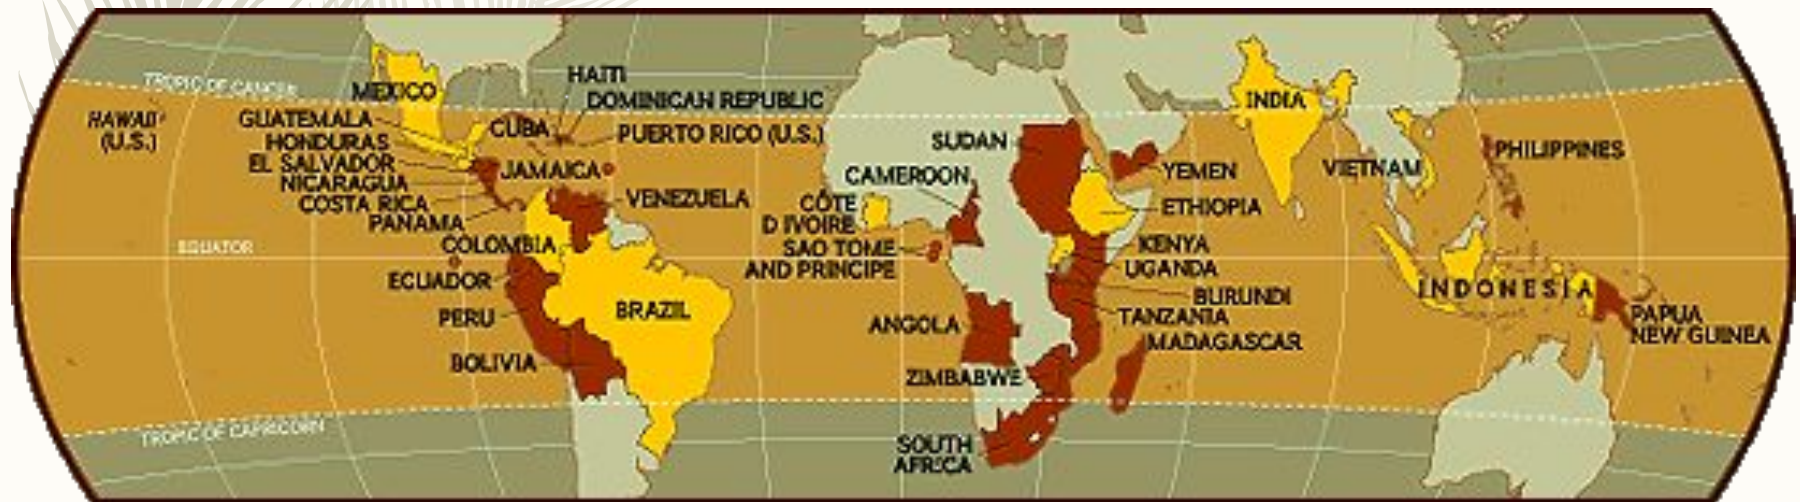 TROPIC OF CANCER
HAWAII
(U.S.)
MEXICO
GUATEMALA
HONDURAS
EL SALVADOR
NICARAGUA
COSTA RICA
PANAMA
COLOMBIA
EQUATOR
ECUADOR
PERU
BOLIVIA
BRAZIL
HAITI
DOMINICAN REPUBLIC
CUBA
PUERTO RICO (U.S.)
JAMAICA
VENEZUELA
SUDAN
CAMEROON
CÔTE
D IVOIRE
SAO TOME
AND PRINCIPE
ANGOLA
ZIMBABWE
SOUTH
AFRICA
YEMEN
ETHIOPIA
KENYA
UGANDA
BURUNDI
TANZANIA
MADAGASCAR
INDIA
VIETNAM
PHILIPPINES
INDONESIA
PAPUA
NEW GUINEA
TROPIC OF CAPRICORN